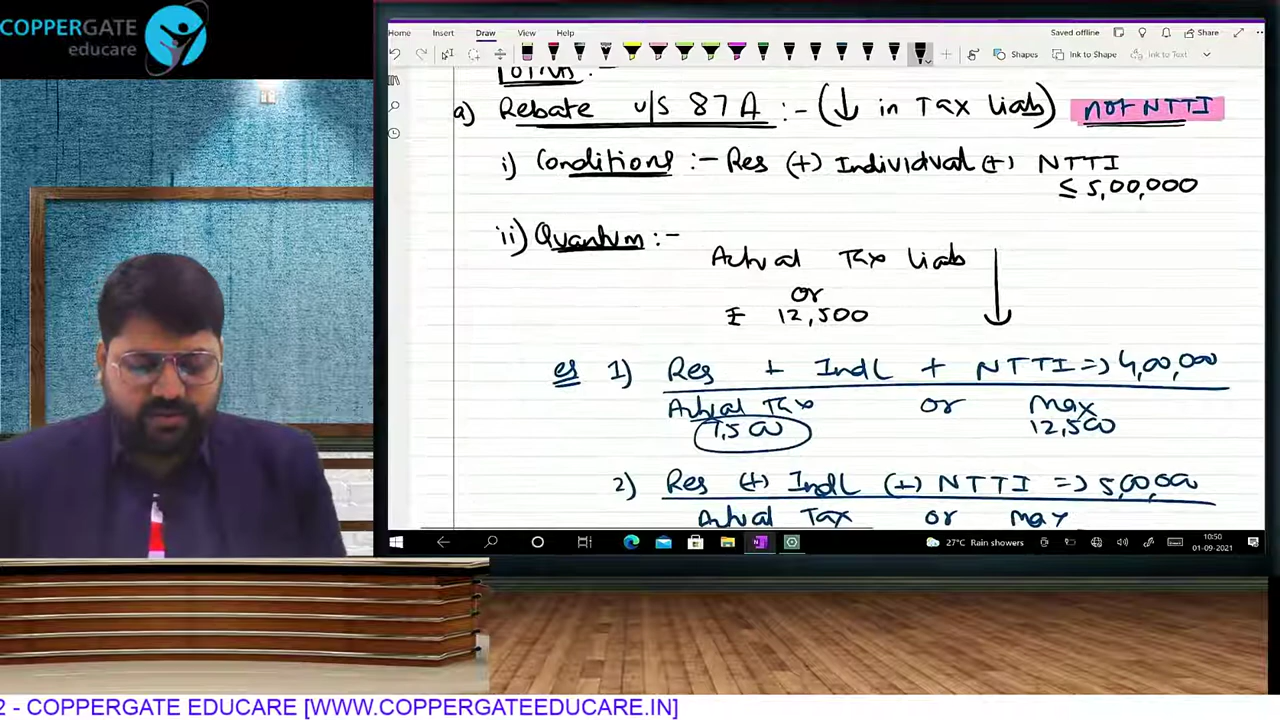 COPPERGATE
educare
Home Insert Draw View Help
Saved offline Share
Shapes Ink to Shape Ink to Text
a) Rebate u/s 87A :- (↓ in Tax liab) not NTTI
i) Conditions :- Res (+) Individual (+) NTTI
≤ 5,00,000
ii) Quantum :-
Actual Tax liab
or
₹ 12,500
eg 1) Res + Indl + NTTI => 4,00,000
Actual Tax or Max
7,500 12,500
2) Res (+) Indl (+) NTTI => 5,00,000
Actual Tax or May
27°C Rain showers
10:50
01-09-2021
2 - COPPERGATE EDUCARE [WWW.COPPERGATEEDUCARE.IN]